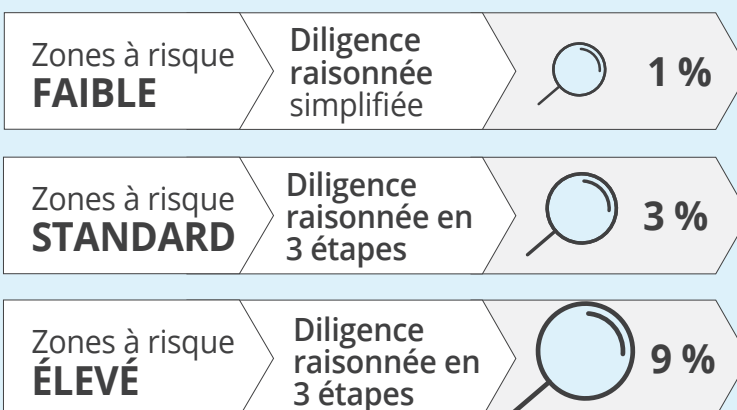 Zones à risque
FAIBLE
Diligence
raisonnée
simplifiée
1 %
Zones à risque
STANDARD
Diligence
raisonnée en
3 étapes
3 %
Zones à risque
ÉLEVÉ
Diligence
raisonnée en
3 étapes
9 %